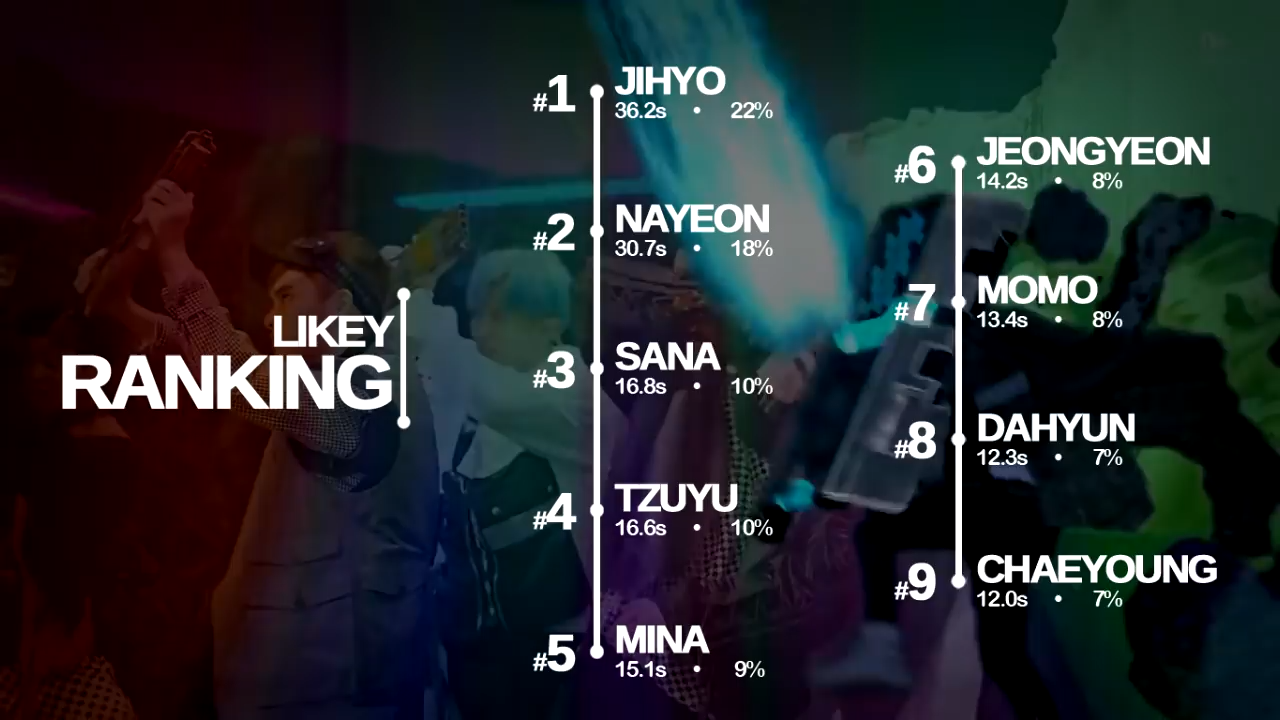 LIKEY
RANKING
#1 JIHYO
36.2s • 22%
#2 NAYEON
30.7s • 18%
#3 SANA
16.8s • 10%
#4 TZUYU
16.6s • 10%
#5 MINA
15.1s • 9%
#6 JEONGYEON
14.2s • 8%
#7 MOMO
13.4s • 8%
#8 DAHYUN
12.3s • 7%
#9 CHAEYOUNG
12.0s • 7%